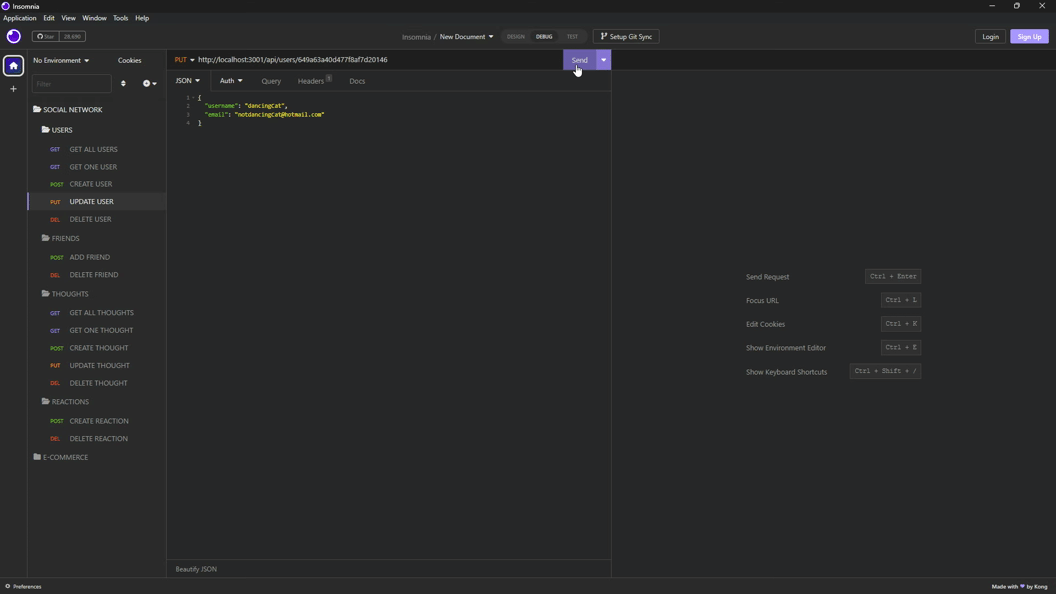 Insomnia
Application Edit View Window Tools Help
Star 28,690
Insomnia / New Document
DESIGN DEBUG TEST
Setup Git Sync
Login Sign Up
No Environment Cookies
PUT http://localhost:3001/api/users/649a63a40d477f8af7d20146
Send
Filter
JSON Auth Query Headers 1 Docs
1 {
2 "username": "dancingCat",
3 "email": "notdancingCat@hotmail.com"
4 }
SOCIAL NETWORK
USERS
GET GET ALL USERS
GET GET ONE USER
POST CREATE USER
PUT UPDATE USER
DEL DELETE USER
FRIENDS
POST ADD FRIEND
DEL DELETE FRIEND
THOUGHTS
GET GET ALL THOUGHTS
GET GET ONE THOUGHT
POST CREATE THOUGHT
PUT UPDATE THOUGHT
DEL DELETE THOUGHT
REACTIONS
POST CREATE REACTION
DEL DELETE REACTION
E-COMMERCE
Send Request Ctrl + Enter
Focus URL Ctrl + L
Edit Cookies Ctrl + K
Show Environment Editor Ctrl + E
Show Keyboard Shortcuts Ctrl + Shift + /
Beautify JSON
Preferences
Made with by Kong